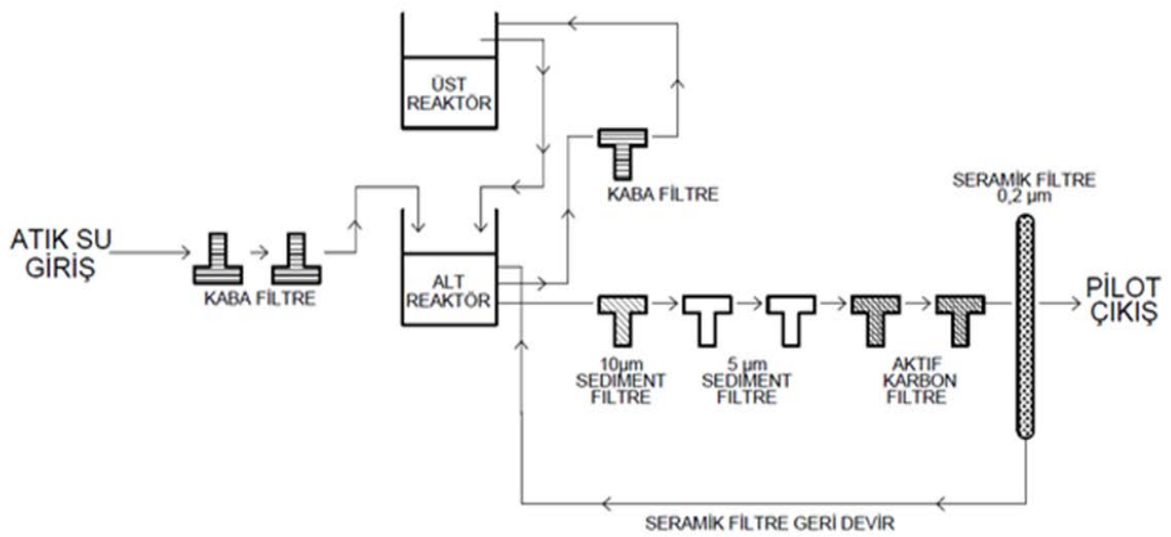 ÜST
REAKTÖR
KABA FİLTRE
SERAMİK FİLTRE
0,2 µm
ATIK SU
GİRİŞ
KABA FİLTRE
ALT
REAKTÖR
PİLOT
ÇIKIŞ
10µm
SEDIMENT
FILTRE
5 µm
SEDIMENT
FILTRE
AKTIF
KARBON
FILTRE
SERAMİK FİLTRE GERİ DEVİR